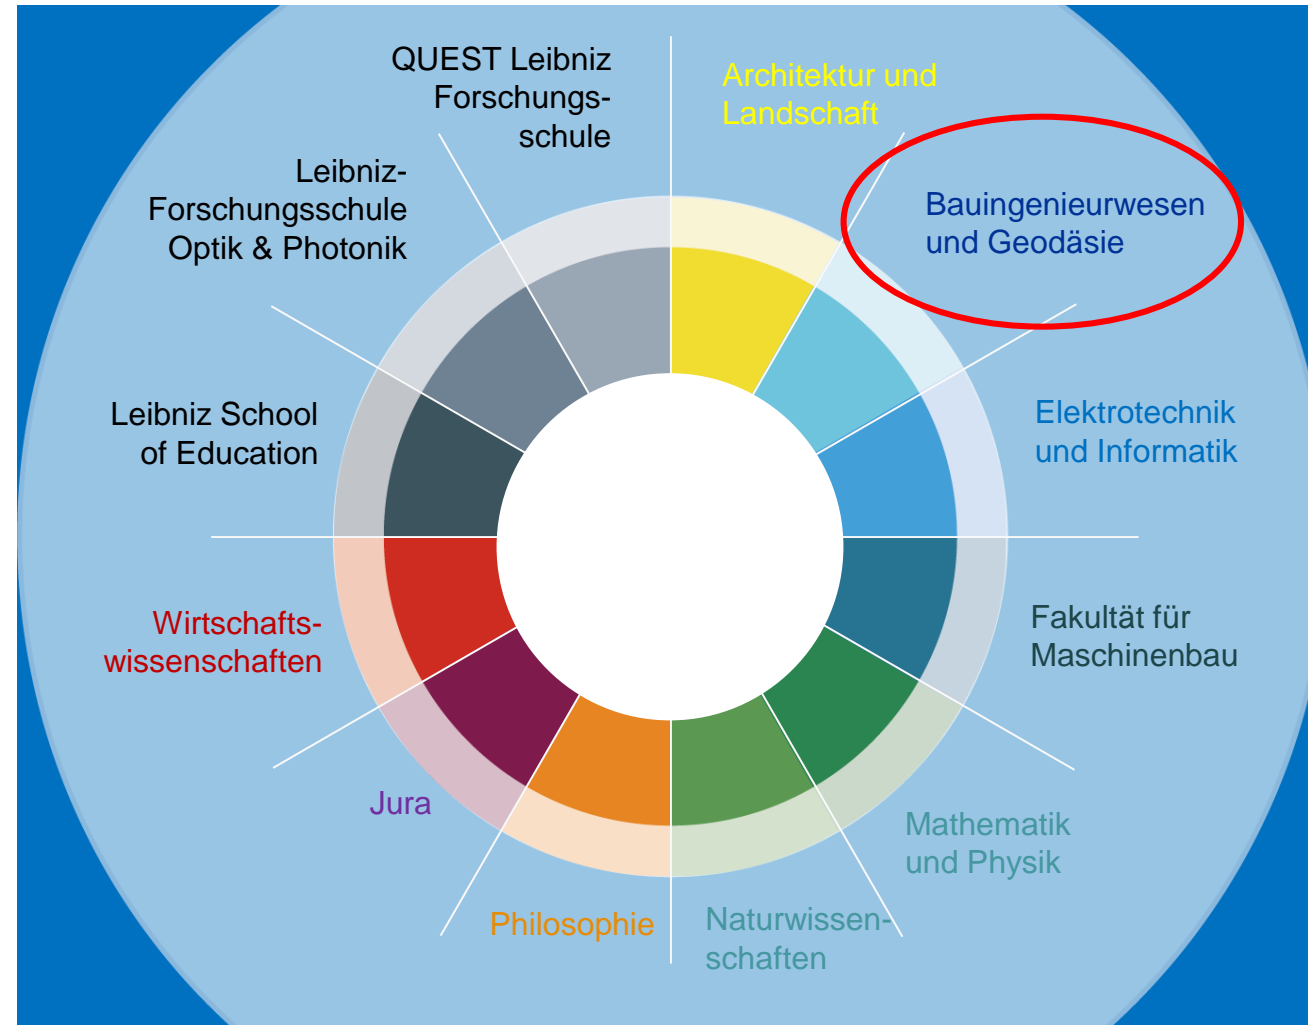 QUEST Leibniz
Forschungs-
schule
Architektur und
Landschaft
Leibniz-
Forschungsschule
Optik & Photonik
Bauingenieurwesen
und Geodäsie
Leibniz School
of Education
Elektrotechnik
und Informatik
Wirtschafts-
wissenschaften
Fakultät für
Maschinenbau
Jura
Mathematik
und Physik
Philosophie
Naturwissen-
schaften